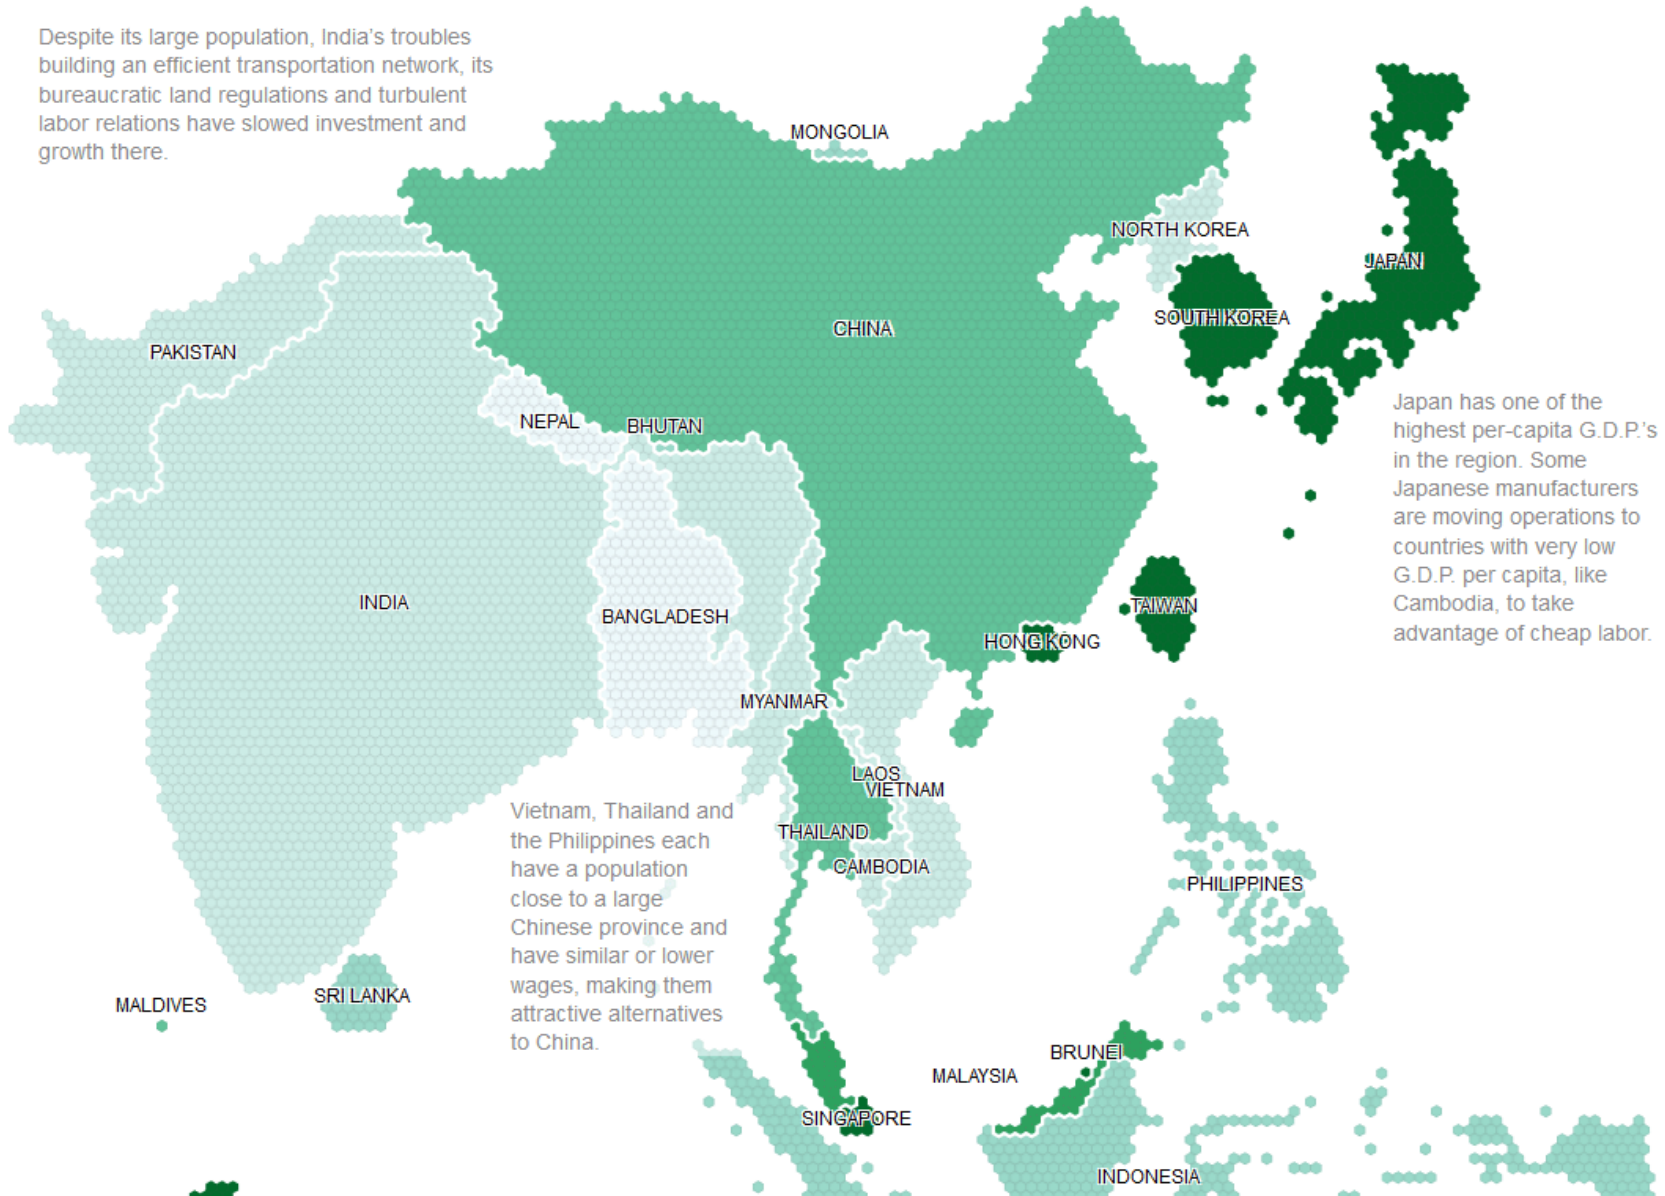 Despite its large population, India's troubles
building an efficient transportation network, its
bureaucratic land regulations and turbulent
labor relations have slowed investment and
growth there.
MONGOLIA
NORTH KOREA
JAPAN
SOUTH KOREA
CHINA
PAKISTAN
NEPAL
BHUTAN
Japan has one of the
highest per-capita G.D.P.'s
in the region. Some
Japanese manufacturers
are moving operations to
countries with very low
G.D.P. per capita, like
Cambodia, to take
advantage of cheap labor.
INDIA
BANGLADESH
TAIWAN
HONG KONG
MYANMAR
LAOS
VIETNAM
THAILAND
CAMBODIA
PHILIPPINES
Vietnam, Thailand and
the Philippines each
have a population
close to a large
Chinese province and
have similar or lower
wages, making them
attractive alternatives
to China.
MALDIVES
SRI LANKA
BRUNEI
MALAYSIA
SINGAPORE
INDONESIA